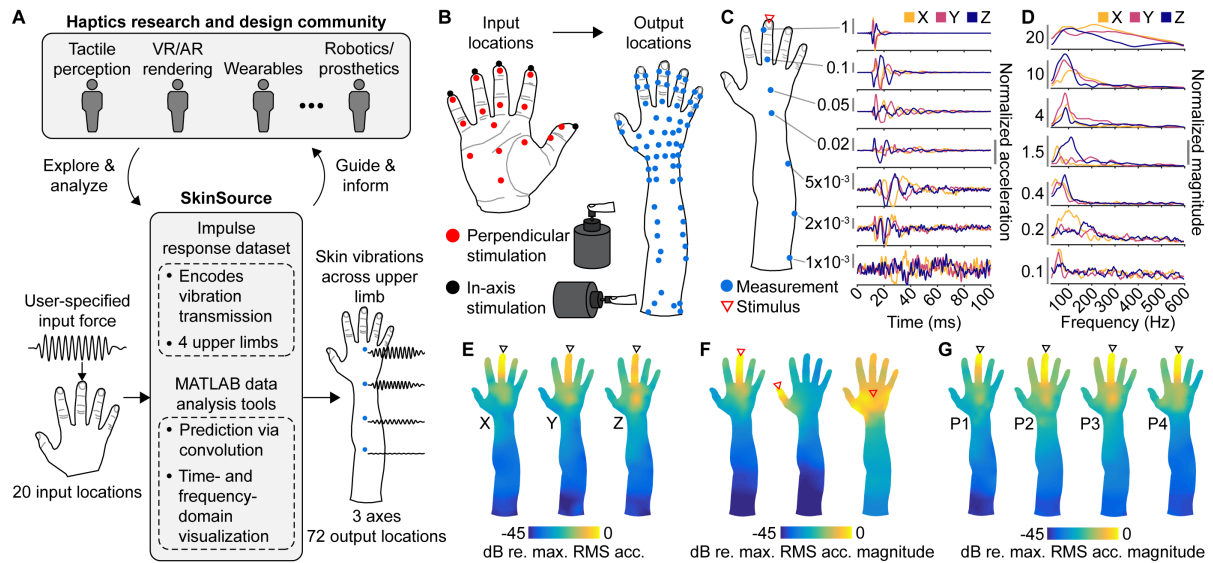 A
Haptics research and design community
Tactile
perception
VR/AR
rendering
Wearables
•••
Robotics/
prosthetics
Explore &
analyze
Guide &
inform
SkinSource
Impulse
response dataset
• Encodes
vibration
transmission
• 4 upper limbs
MATLAB data
analysis tools
• Prediction via
convolution
• Time- and
frequency-
domain
visualization
User-specified
input force
20 input locations
Skin vibrations
across upper
limb
3 axes
72 output locations
B
Input
locations
Output
locations
Perpendicular
stimulation
In-axis
stimulation
C
X Y Z
1
0.1
0.05
0.02
5x10⁻³
2x10⁻³
1x10⁻³
Normalized acceleration
0 20 40 60 80 100
Time (ms)
Measurement
Stimulus
D
X Y Z
20
10
4
1.5
0.4
0.2
0.1
Normalized magnitude
100 200 300 400 500 600
Frequency (Hz)
E
X
Y
Z
-45 0
dB re. max. RMS acc.
F
-45 0
dB re. max. RMS acc. magnitude
G
P1
P2
P3
P4
-45 0
dB re. max. RMS acc. magnitude